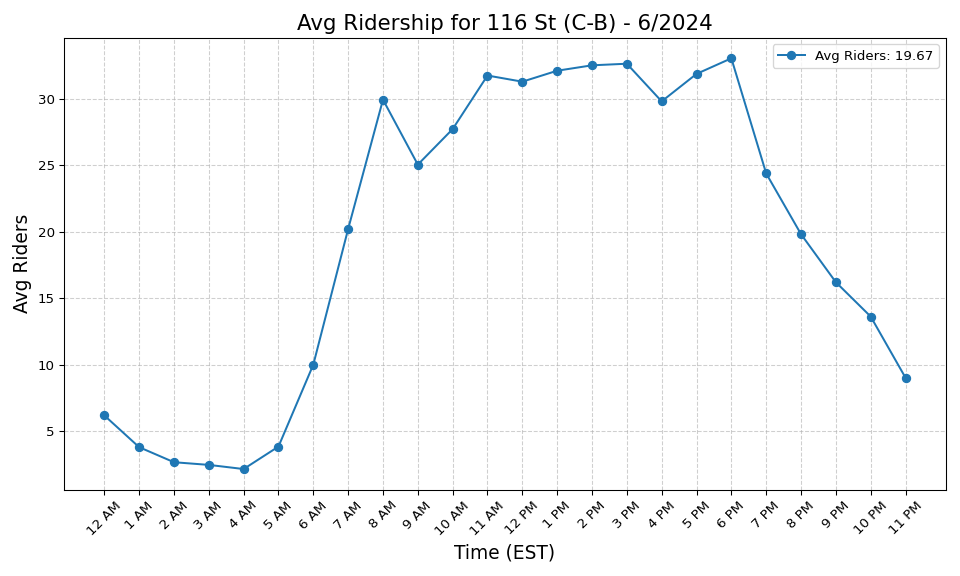 Avg Ridership for 116 St (C-B) - 6/2024
Avg Riders: 19.67
Avg Riders
30
25
20
15
10
5
12 AM
1 AM
2 AM
3 AM
4 AM
5 AM
6 AM
7 AM
8 AM
9 AM
10 AM
11 AM
12 PM
1 PM
2 PM
3 PM
4 PM
5 PM
6 PM
7 PM
8 PM
9 PM
10 PM
11 PM
Time (EST)